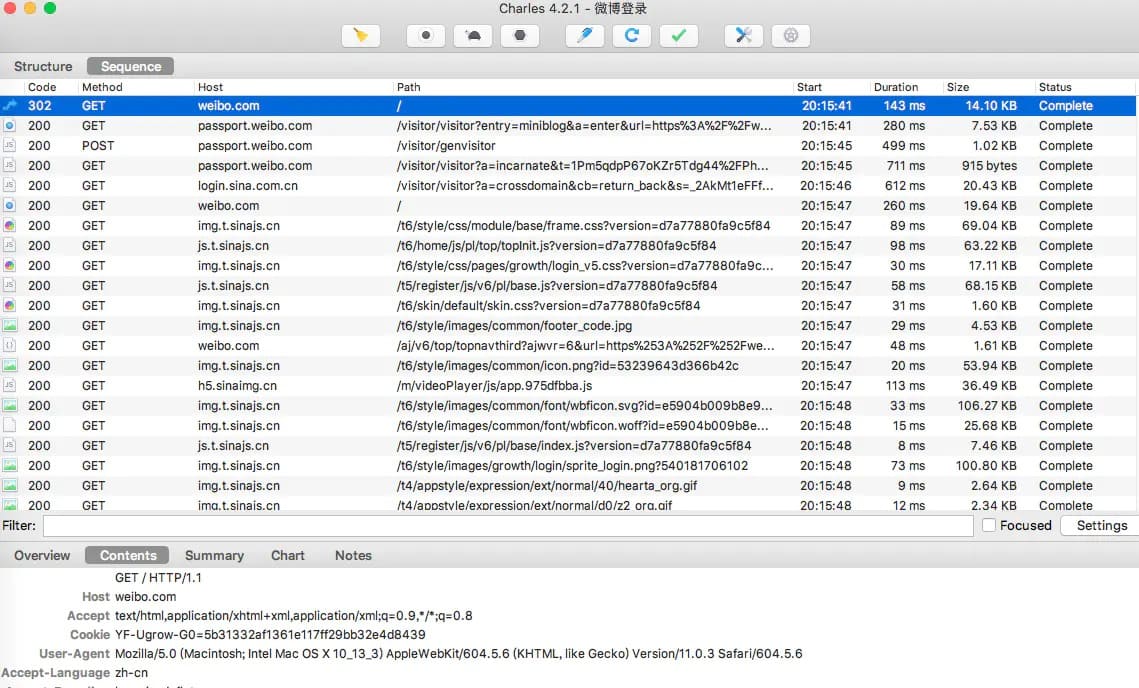 Charles 4.2.1 - 微博登录
Structure Sequence
Code Method Host Path Start Duration Size Status
302 GET weibo.com / 20:15:41 143 ms 14.10 KB Complete
200 GET passport.weibo.com /visitor/visitor?entry=miniblog&a=enter&url=https%3A%2F%2Fw... 20:15:41 280 ms 7.53 KB Complete
200 POST passport.weibo.com /visitor/genvisitor 20:15:45 499 ms 1.02 KB Complete
200 GET passport.weibo.com /visitor/visitor?a=incarnate&t=1Pm5qdpP67oKZr5Tdg44%2FPh... 20:15:45 711 ms 915 bytes Complete
200 GET login.sina.com.cn /visitor/visitor?a=crossdomain&cb=return_back&s=_2AkMt1eFFf... 20:15:46 612 ms 20.43 KB Complete
200 GET weibo.com / 20:15:47 260 ms 19.64 KB Complete
200 GET img.t.sinajs.cn /t6/style/css/module/base/frame.css?version=d7a77880fa9c5f84 20:15:47 89 ms 69.04 KB Complete
200 GET js.t.sinajs.cn /t6/home/js/pl/top/topInit.js?version=d7a77880fa9c5f84 20:15:47 98 ms 63.22 KB Complete
200 GET img.t.sinajs.cn /t6/style/css/pages/growth/login_v5.css?version=d7a77880fa9c... 20:15:47 30 ms 17.11 KB Complete
200 GET js.t.sinajs.cn /t5/register/js/v6/pl/base.js?version=d7a77880fa9c5f84 20:15:47 58 ms 68.15 KB Complete
200 GET img.t.sinajs.cn /t6/skin/default/skin.css?version=d7a77880fa9c5f84 20:15:47 31 ms 1.60 KB Complete
200 GET img.t.sinajs.cn /t6/style/images/common/footer_code.jpg 20:15:47 29 ms 4.53 KB Complete
200 GET weibo.com /aj/v6/top/topnavthird?ajwvr=6&url=https%253A%252F%252Fwe... 20:15:47 48 ms 1.61 KB Complete
200 GET img.t.sinajs.cn /t6/style/images/common/icon.png?id=53239643d366b42c 20:15:47 20 ms 53.94 KB Complete
200 GET h5.sinaimg.cn /m/videoPlayer/js/app.975dfbba.js 20:15:47 113 ms 36.49 KB Complete
200 GET img.t.sinajs.cn /t6/style/images/common/font/wbficon.svg?id=e5904b009b8e9... 20:15:48 33 ms 106.27 KB Complete
200 GET img.t.sinajs.cn /t6/style/images/common/font/wbficon.woff?id=e5904b009b8e... 20:15:48 15 ms 25.68 KB Complete
200 GET js.t.sinajs.cn /t5/register/js/v6/pl/base/index.js?version=d7a77880fa9c5f84 20:15:48 8 ms 7.46 KB Complete
200 GET img.t.sinajs.cn /t6/style/images/growth/login/sprite_login.png?540181706102 20:15:48 73 ms 100.80 KB Complete
200 GET img.t.sinajs.cn /t4/appstyle/expression/ext/normal/40/hearta_org.gif 20:15:48 9 ms 2.64 KB Complete
200 GET img.t.sinajs.cn /t4/appstyle/expression/ext/normal/d0/z2_org.gif 20:15:48 12 ms 2.34 KB Complete
Filter: Focused Settings
Overview Contents Summary Chart Notes
GET / HTTP/1.1
Host weibo.com
Accept text/html,application/xhtml+xml,application/xml;q=0.9,*/*;q=0.8
Cookie YF-Ugrow-G0=5b31332af1361e117ff29bb32e4d8439
User-Agent Mozilla/5.0 (Macintosh; Intel Mac OS X 10_13_3) AppleWebKit/604.5.6 (KHTML, like Gecko) Version/11.0.3 Safari/604.5.6
Accept-Language zh-cn